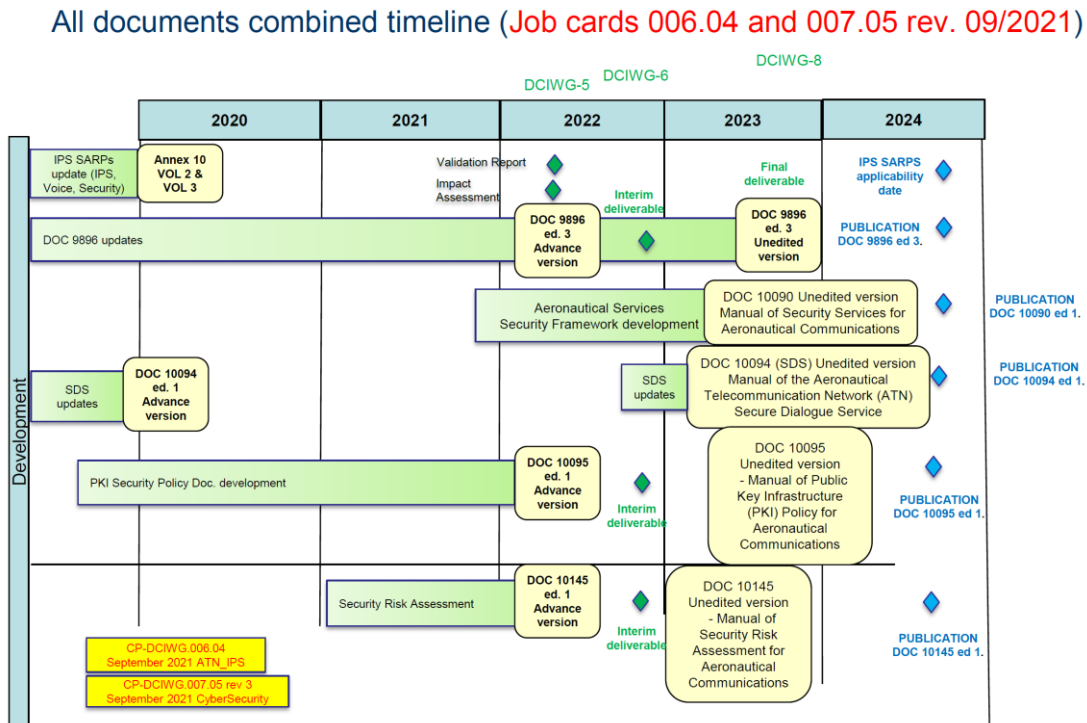 All documents combined timeline (Job cards 006.04 and 007.05 rev. 09/2021)
DCIWG-5
DCIWG-6
DCIWG-8
2020
2021
2022
2023
2024
Development
IPS SARPs
update (IPS,
Voice, Security)
Annex 10
VOL 2 &
VOL 3
Validation Report
Impact
Assessment
Interim
deliverable
Final
deliverable
IPS SARPS
applicability
date
DOC 9896 updates
DOC 9896
ed. 3
Advance
version
DOC 9896
ed. 3
Unedited
version
PUBLICATION
DOC 9896 ed 3.
Aeronautical Services
Security Framework development
DOC 10090 Unedited version
Manual of Security Services for
Aeronautical Communications
PUBLICATION
DOC 10090 ed 1.
SDS
updates
DOC 10094
ed. 1
Advance
version
SDS
updates
DOC 10094 (SDS) Unedited version
Manual of the Aeronautical
Telecommunication Network (ATN)
Secure Dialogue Service
PUBLICATION
DOC 10094 ed 1.
PKI Security Policy Doc. development
DOC 10095
ed. 1
Advance
version
Interim
deliverable
DOC 10095
Unedited version
- Manual of Public
Key Infrastructure
(PKI) Policy for
Aeronautical
Communications
PUBLICATION
DOC 10095 ed 1.
Security Risk Assessment
DOC 10145
ed. 1
Advance
version
Interim
deliverable
DOC 10145
Unedited version
- Manual of
Security Risk
Assessment for
Aeronautical
Communications
PUBLICATION
DOC 10145 ed 1.
CP-DCIWG.006.04
September 2021 ATN_IPS
CP-DCIWG.007.05 rev 3
September 2021 CyberSecurity